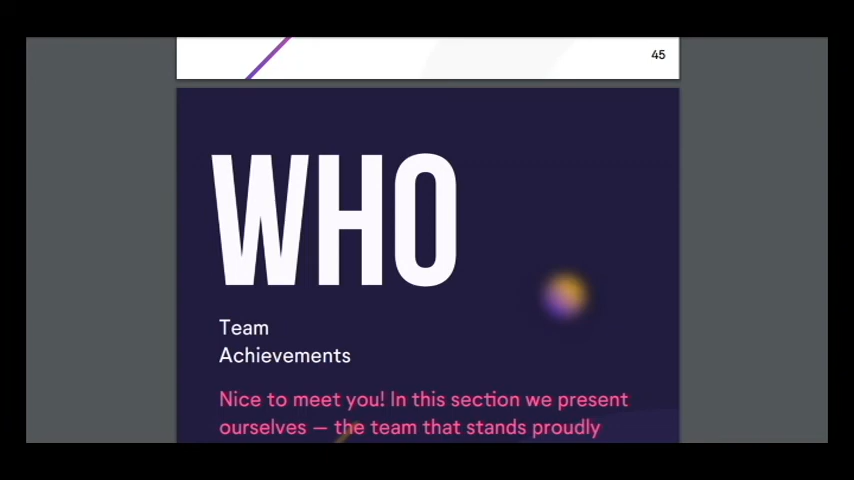 45
WHO
Team
Achievements
Nice to meet you! In this section we present
ourselves — the team that stands proudly